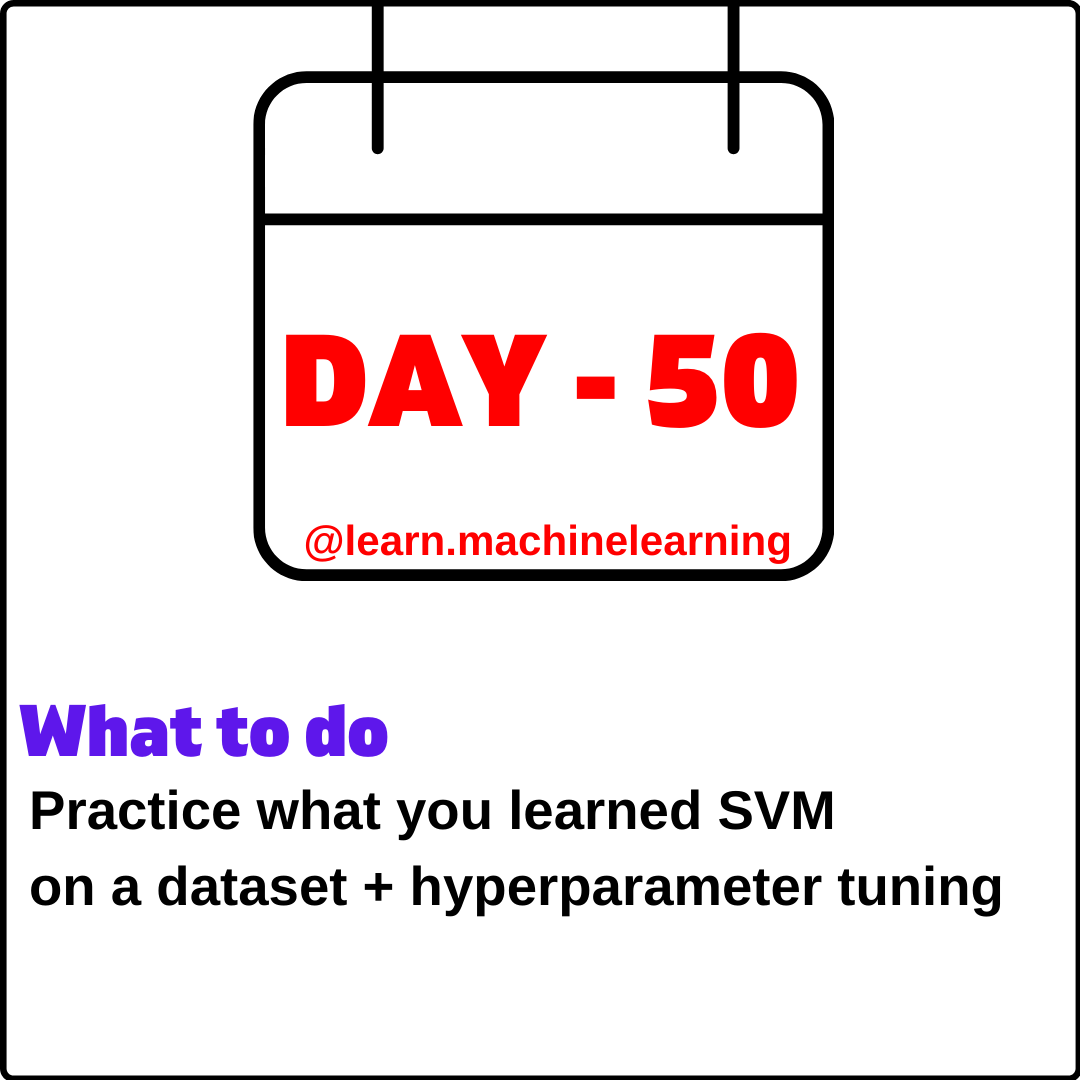 DAY - 50
@learn.machinelearning
What to do
Practice what you learned SVM
on a dataset + hyperparameter tuning